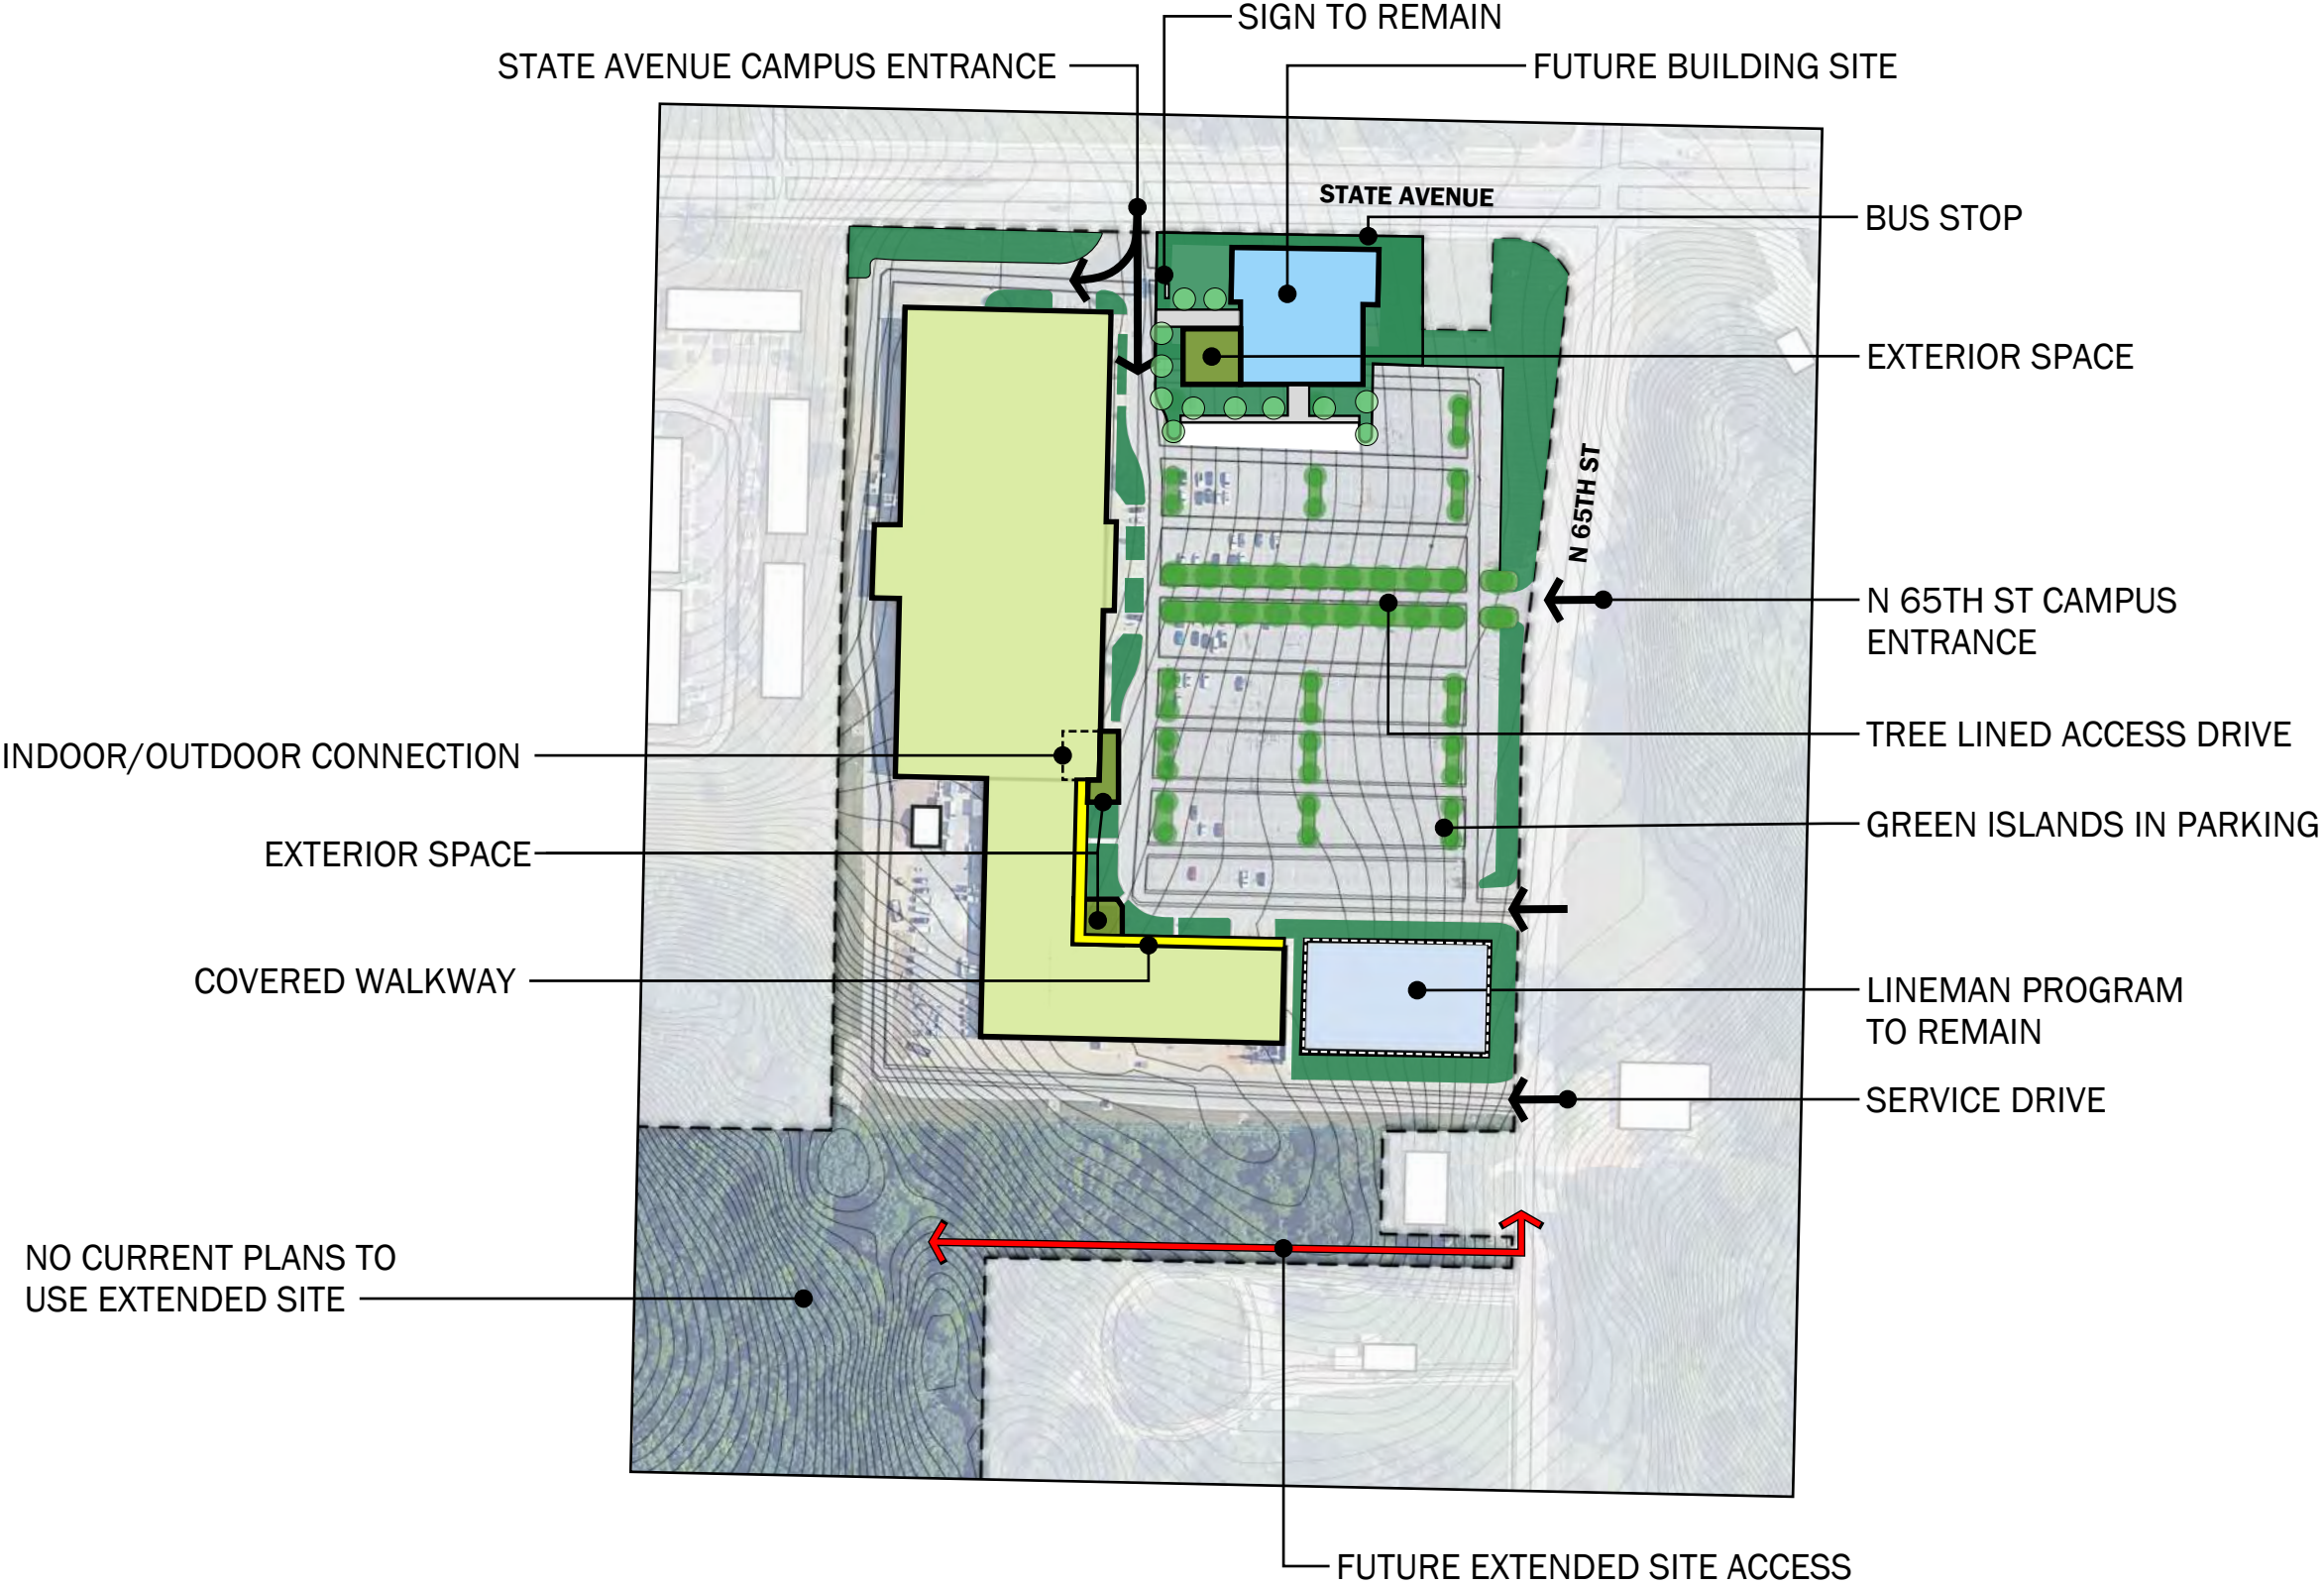 SIGN TO REMAIN
STATE AVENUE CAMPUS ENTRANCE
FUTURE BUILDING SITE
STATE AVENUE
BUS STOP
EXTERIOR SPACE
N 65TH ST
N 65TH ST CAMPUS
ENTRANCE
TREE LINED ACCESS DRIVE
INDOOR/OUTDOOR CONNECTION
GREEN ISLANDS IN PARKING
EXTERIOR SPACE
COVERED WALKWAY
LINEMAN PROGRAM
TO REMAIN
SERVICE DRIVE
NO CURRENT PLANS TO
USE EXTENDED SITE
FUTURE EXTENDED SITE ACCESS